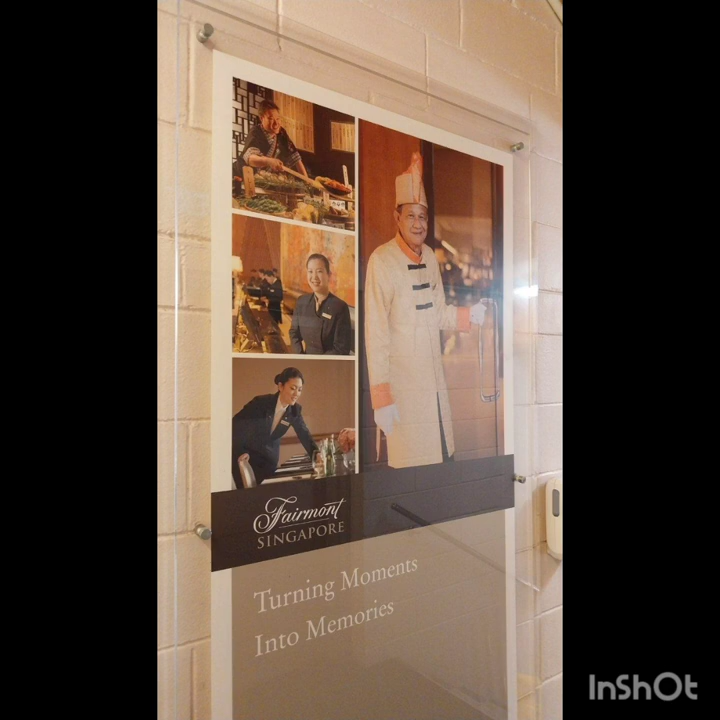 Fairmont
SINGAPORE
Turning Moments
Into Memories
InShOt